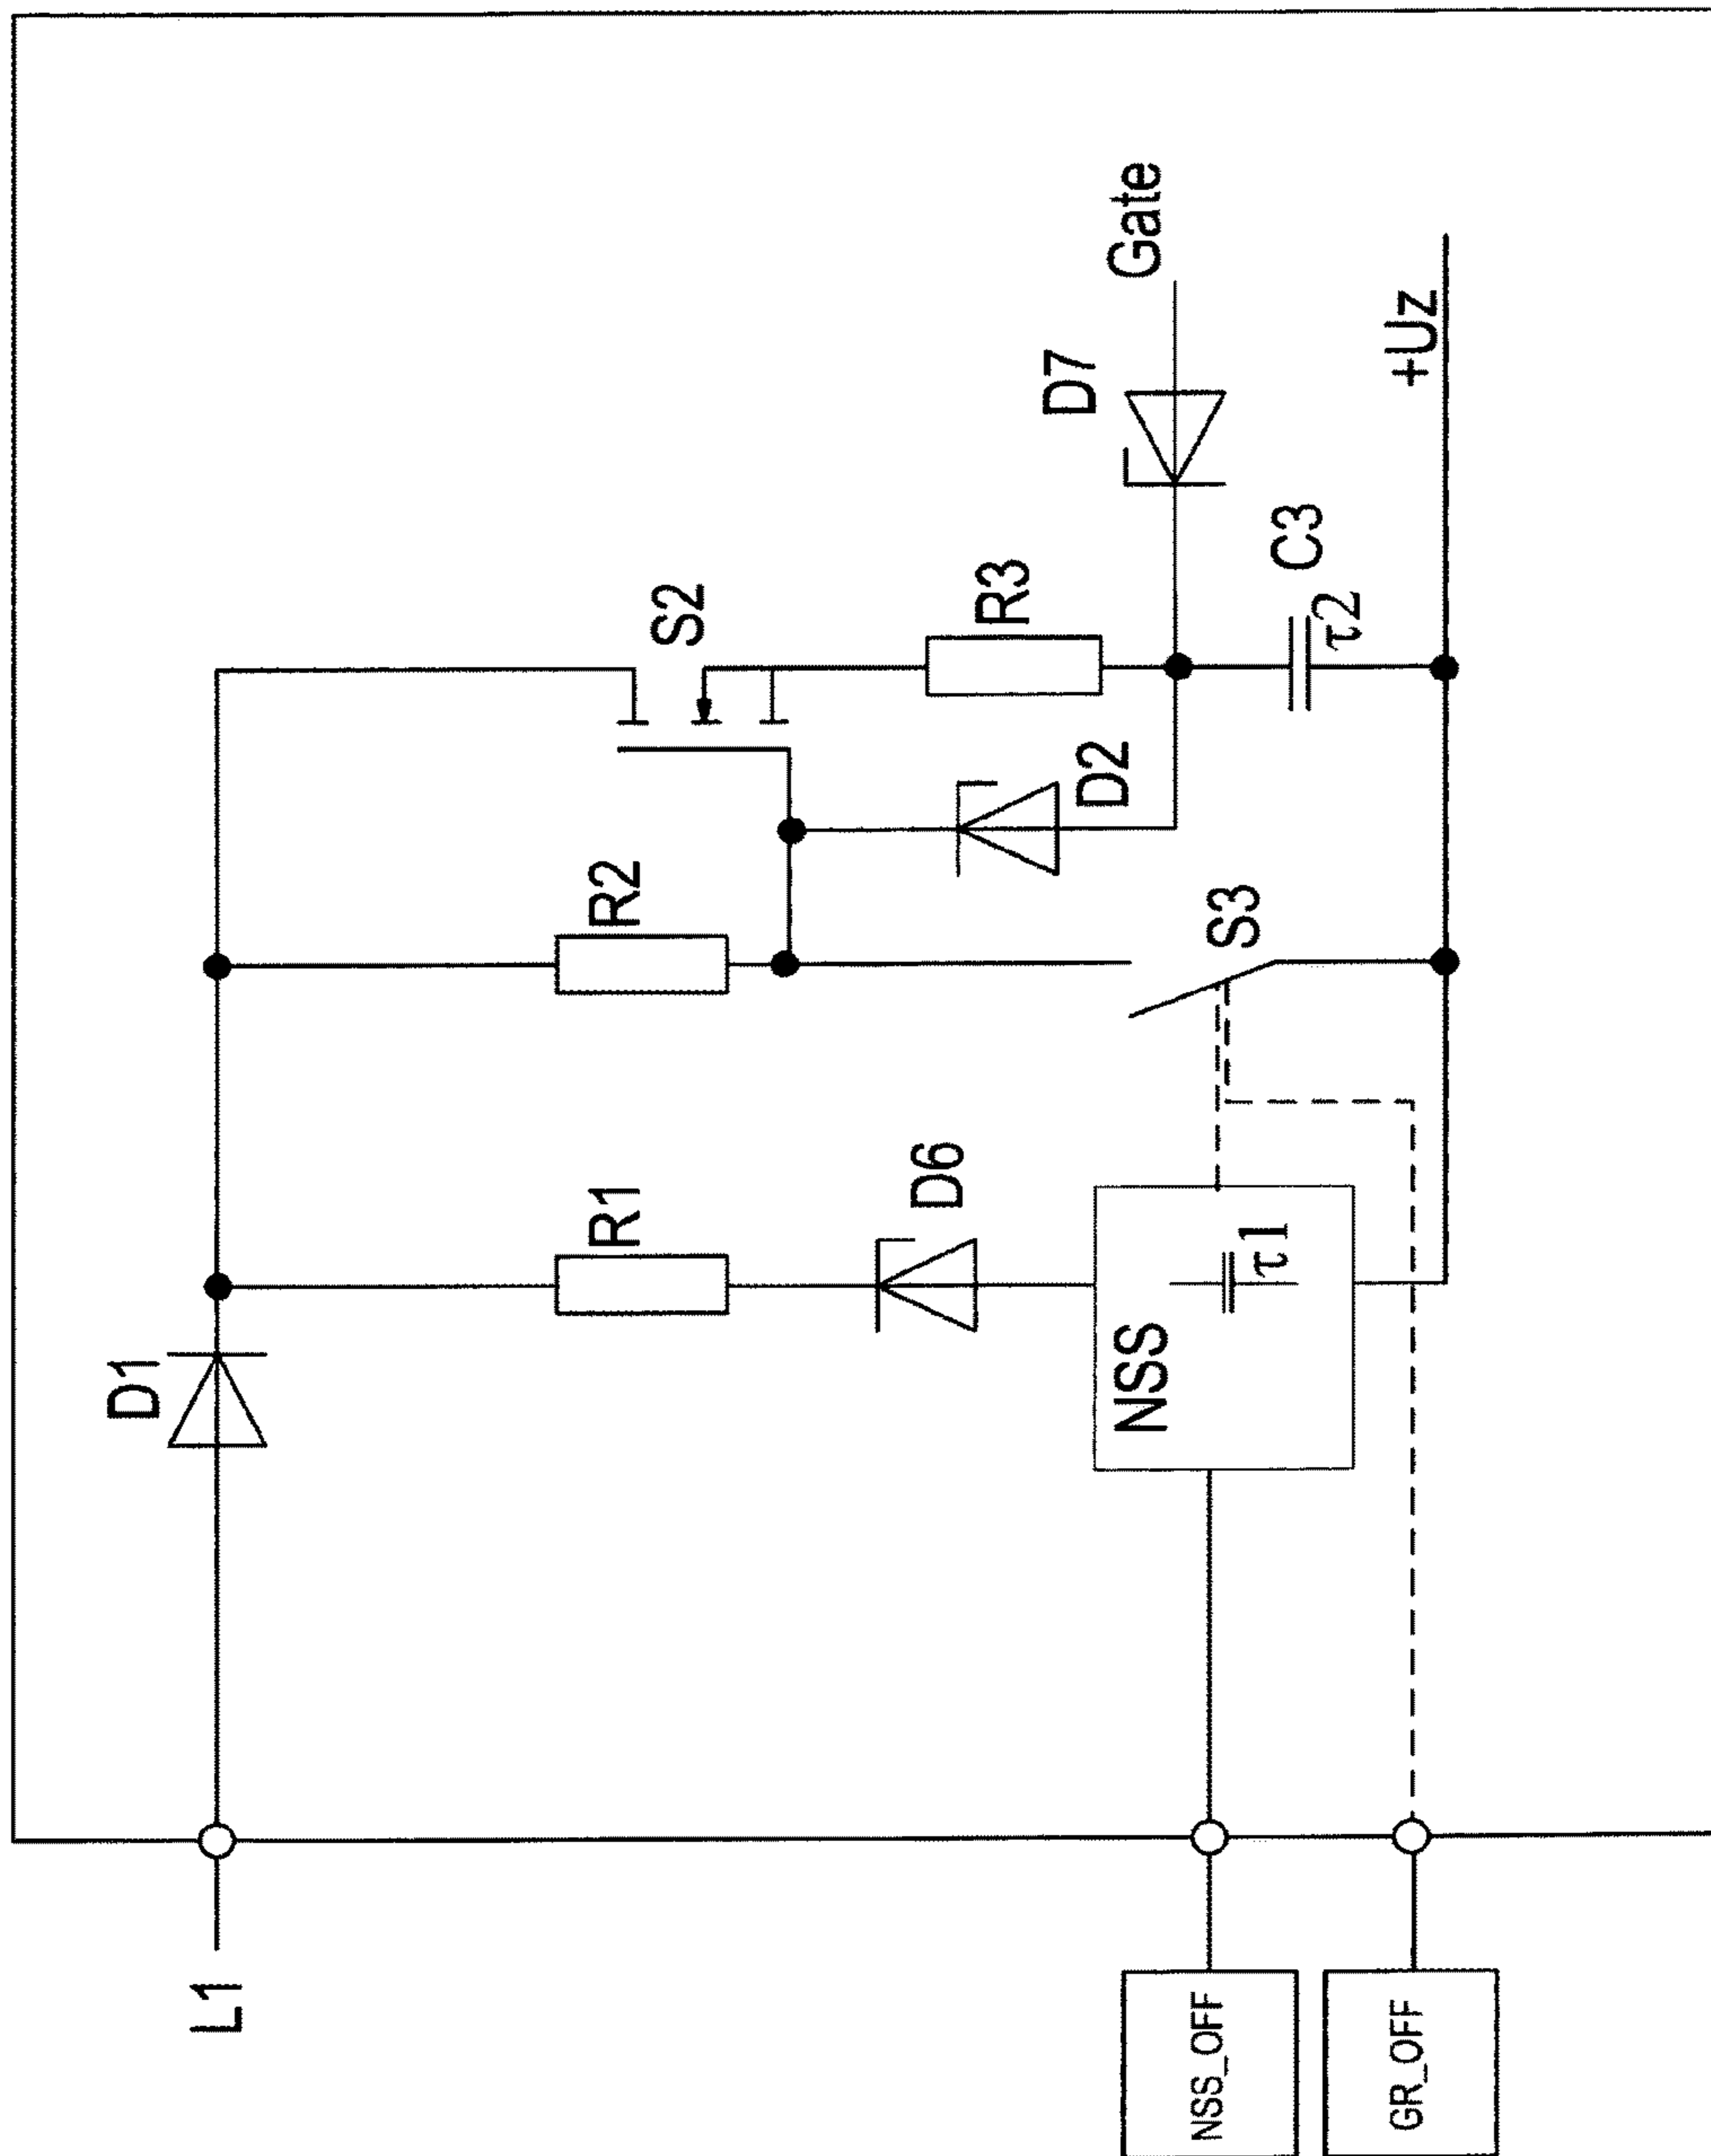 L1
D1
R1
R2
S2
D6
D2
R3
D7
Gate
NSS
τ1
S3
C3
τ2
+Uz
NSS_OFF
GR_OFF